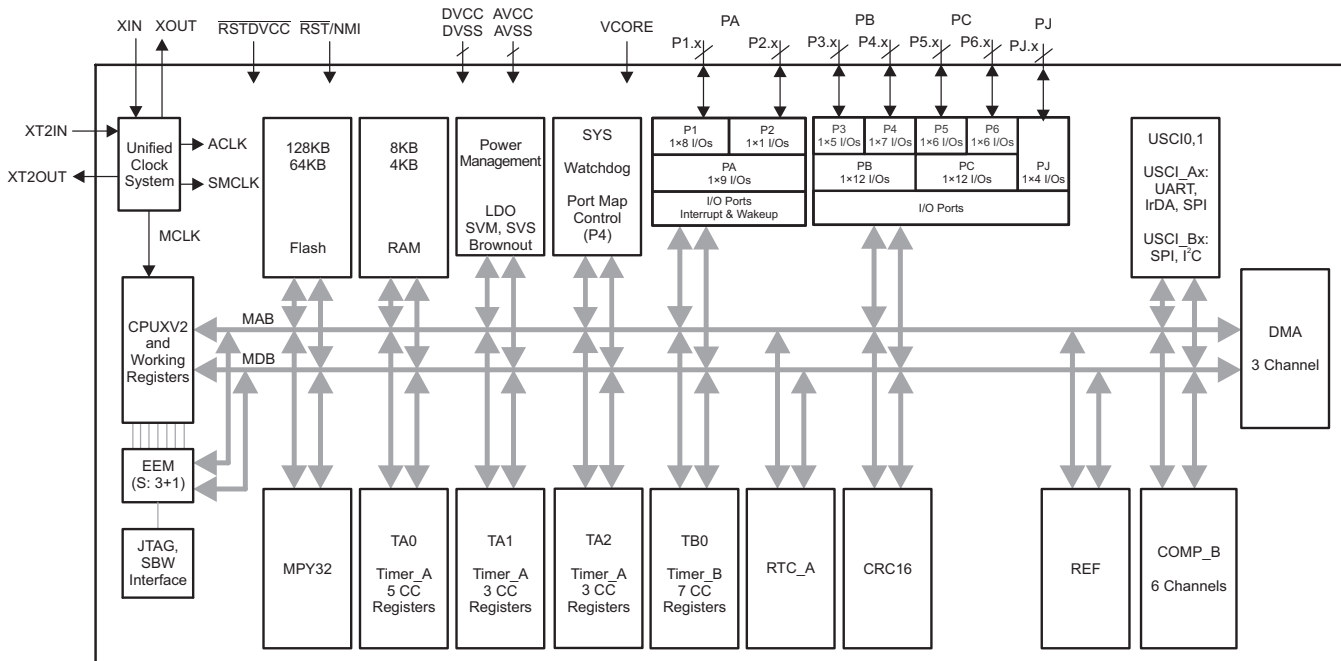 XIN
XOUT
RSTDVCC
RST/NMI
DVCC
DVSS
AVCC
AVSS
VCORE
PA
P1.x
P2.x
PB
P3.x
P4.x
PC
P5.x
P6.x
PJ
PJ.x
XT2IN
XT2OUT
Unified
Clock
System
ACLK
SMCLK
MCLK
128KB
64KB
Flash
8KB
4KB
RAM
Power
Management
LDO
SVM, SVS
Brownout
SYS
Watchdog
Port Map
Control
(P4)
P1
1×8 I/Os
P2
1×1 I/Os
PA
1×9 I/Os
I/O Ports
Interrupt & Wakeup
P3
1×5 I/Os
P4
1×7 I/Os
P5
1×6 I/Os
P6
1×6 I/Os
PB
1×12 I/Os
PC
1×12 I/Os
PJ
1×4 I/Os
I/O Ports
USCI0,1
USCI_Ax:
UART,
IrDA, SPI
USCI_Bx:
SPI, I²C
CPUXV2
and
Working
Registers
MAB
MDB
DMA
3 Channel
EEM
(S: 3+1)
JTAG,
SBW
Interface
MPY32
TA0
Timer_A
5 CC
Registers
TA1
Timer_A
3 CC
Registers
TA2
Timer_A
3 CC
Registers
TB0
Timer_B
7 CC
Registers
RTC_A
CRC16
REF
COMP_B
6 Channels